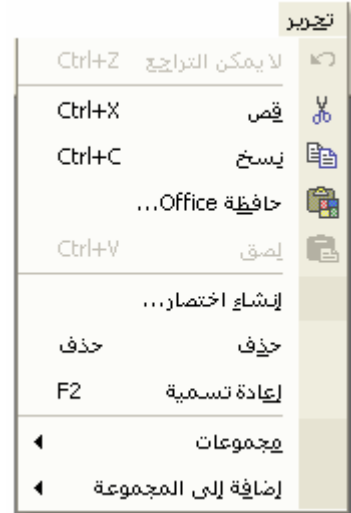 تحرير
لا يمكن التراجع Ctrl+Z
قص Ctrl+X
نسخ Ctrl+C
حافظة Office...
لصق Ctrl+V
إنشاء اختصار...
حذف حذف
إعادة تسمية F2
مجموعات
إضافة إلى المجموعة